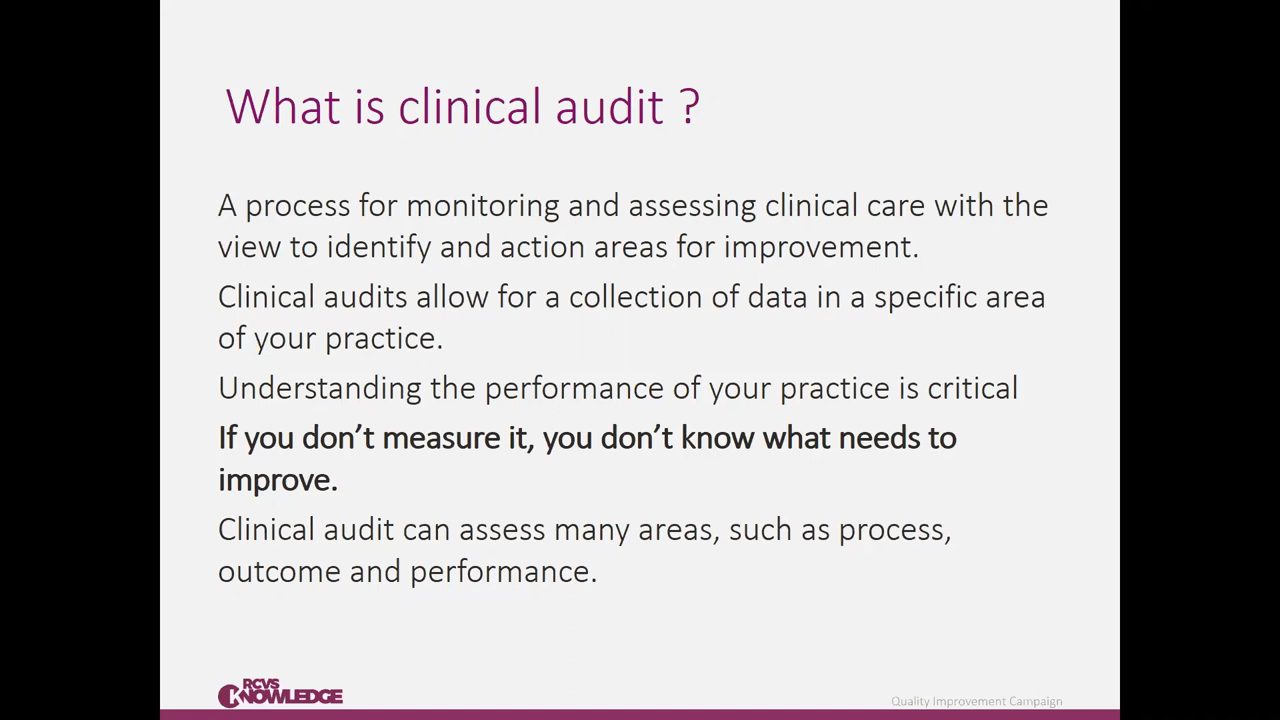 What is clinical audit ?
A process for monitoring and assessing clinical care with the
view to identify and action areas for improvement.
Clinical audits allow for a collection of data in a specific area
of your practice.
Understanding the performance of your practice is critical
If you don’t measure it, you don’t know what needs to
improve.
Clinical audit can assess many areas, such as process,
outcome and performance.
RCVS
KNOWLEDGE
Quality Improvement Campaign